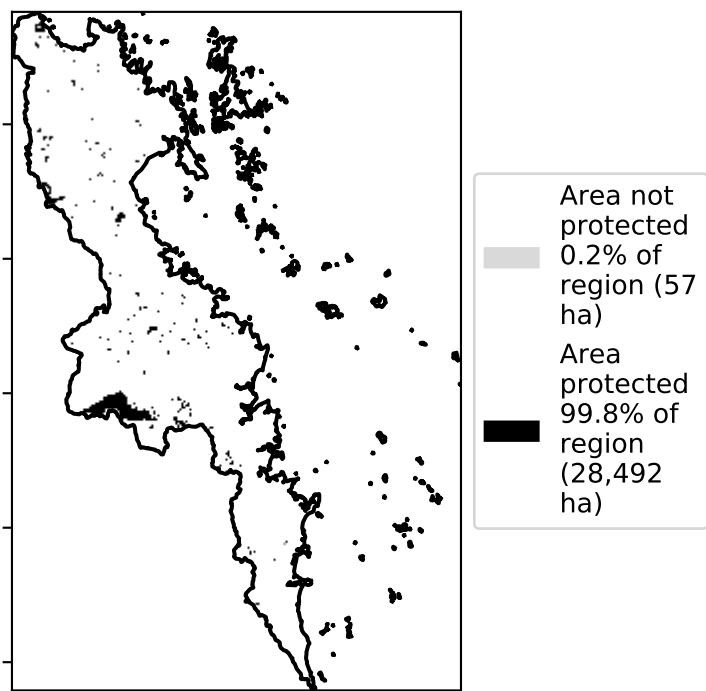 Area not
protected
0.2% of
region (57
ha)
Area
protected
99.8% of
region
(28,492
ha)